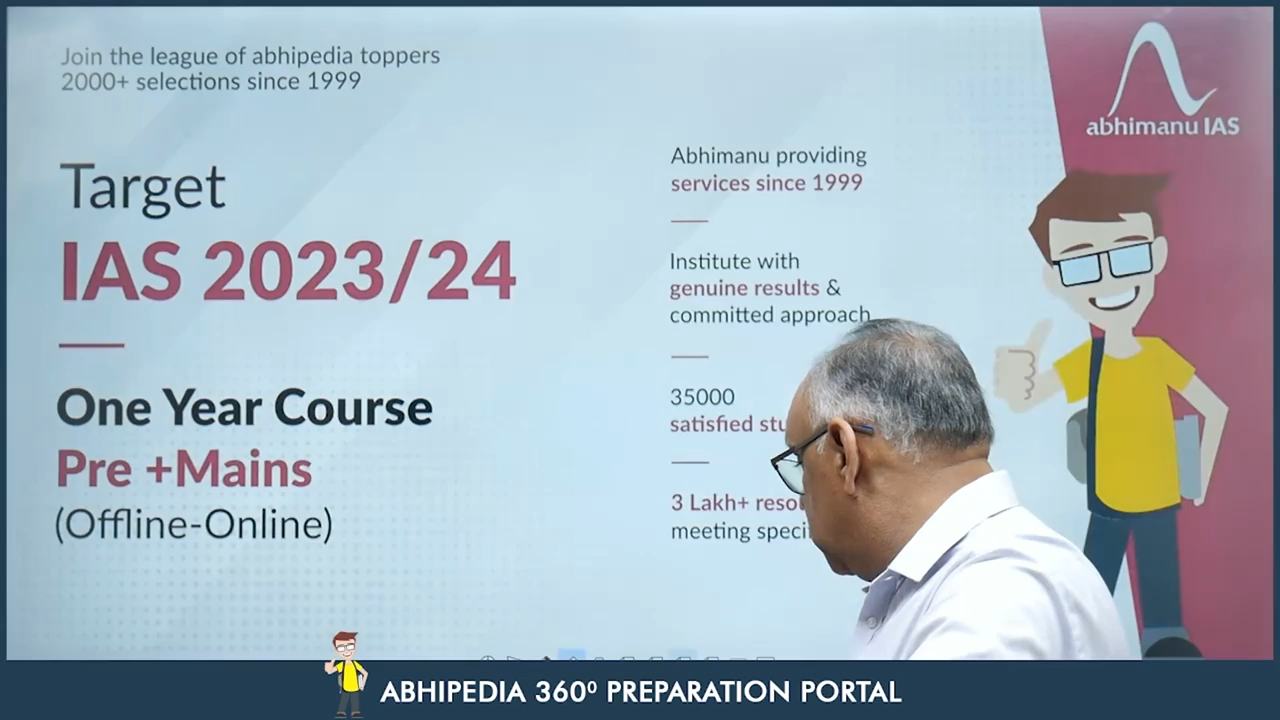 Join the league of abhipedia toppers
2000+ selections since 1999
Target
IAS 2023/24
One Year Course
Pre +Mains
(Offline-Online)
Abhimanu providing
services since 1999
Institute with
genuine results &
committed approach
35000
satisfied
3 Lakh+
meeting
abhimanu IAS
ABHIPEDIA 360⁰ PREPARATION PORTAL